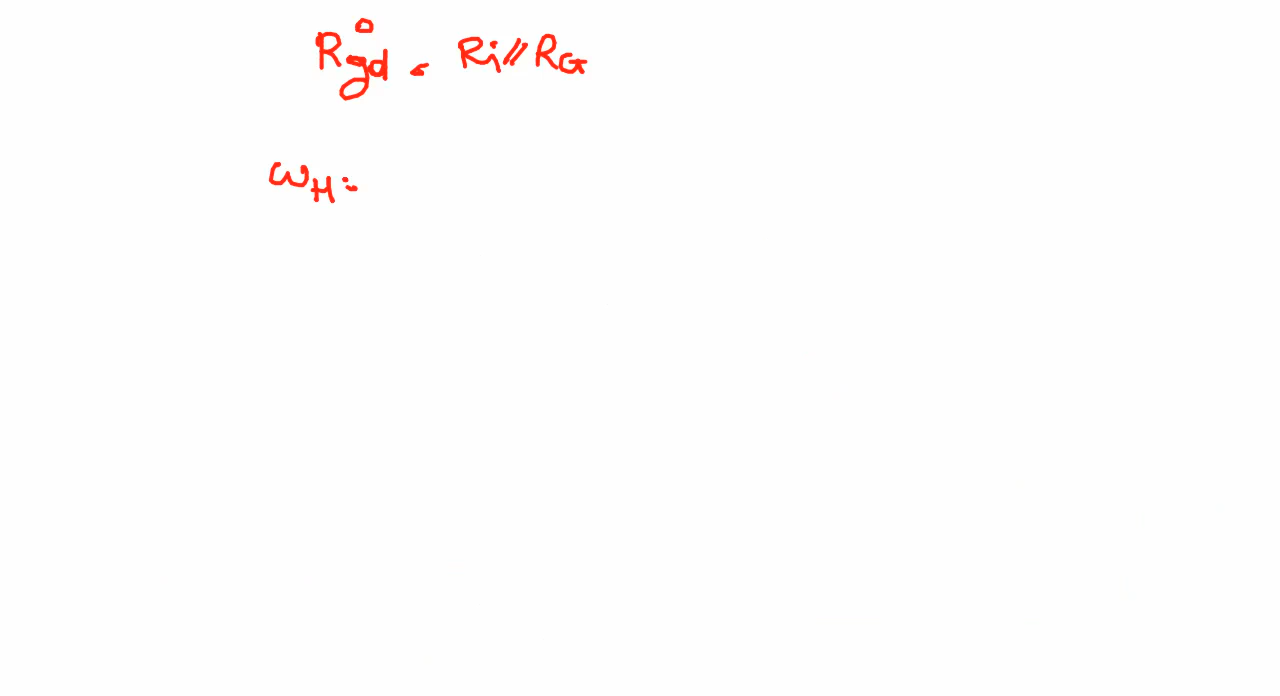 R°gd = Ri//RG
ωH =